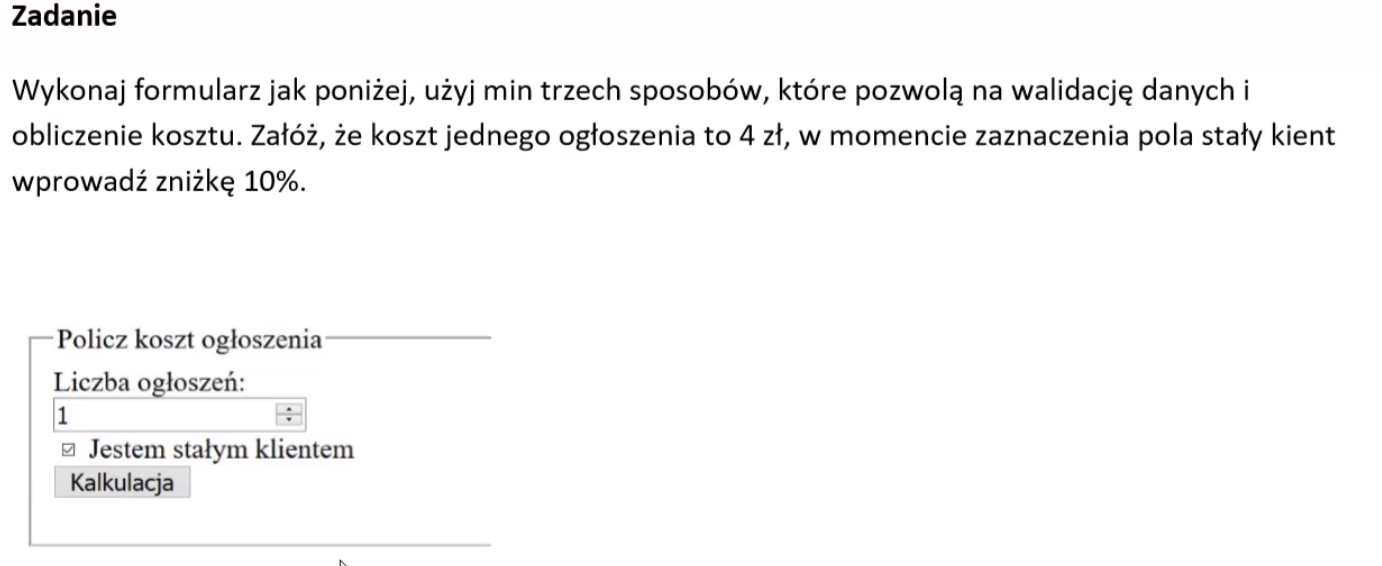 Zadanie
Wykonaj formularz jak poniżej, użyj min trzech sposobów, które pozwolą na walidację danych i
obliczenie kosztu. Załóż, że koszt jednego ogłoszenia to 4 zł, w momencie zaznaczenia pola stały kient
wprowadź zniżkę 10%.
Policz koszt ogłoszenia
Liczba ogłoszeń:
1
Jestem stałym klientem
Kalkulacja